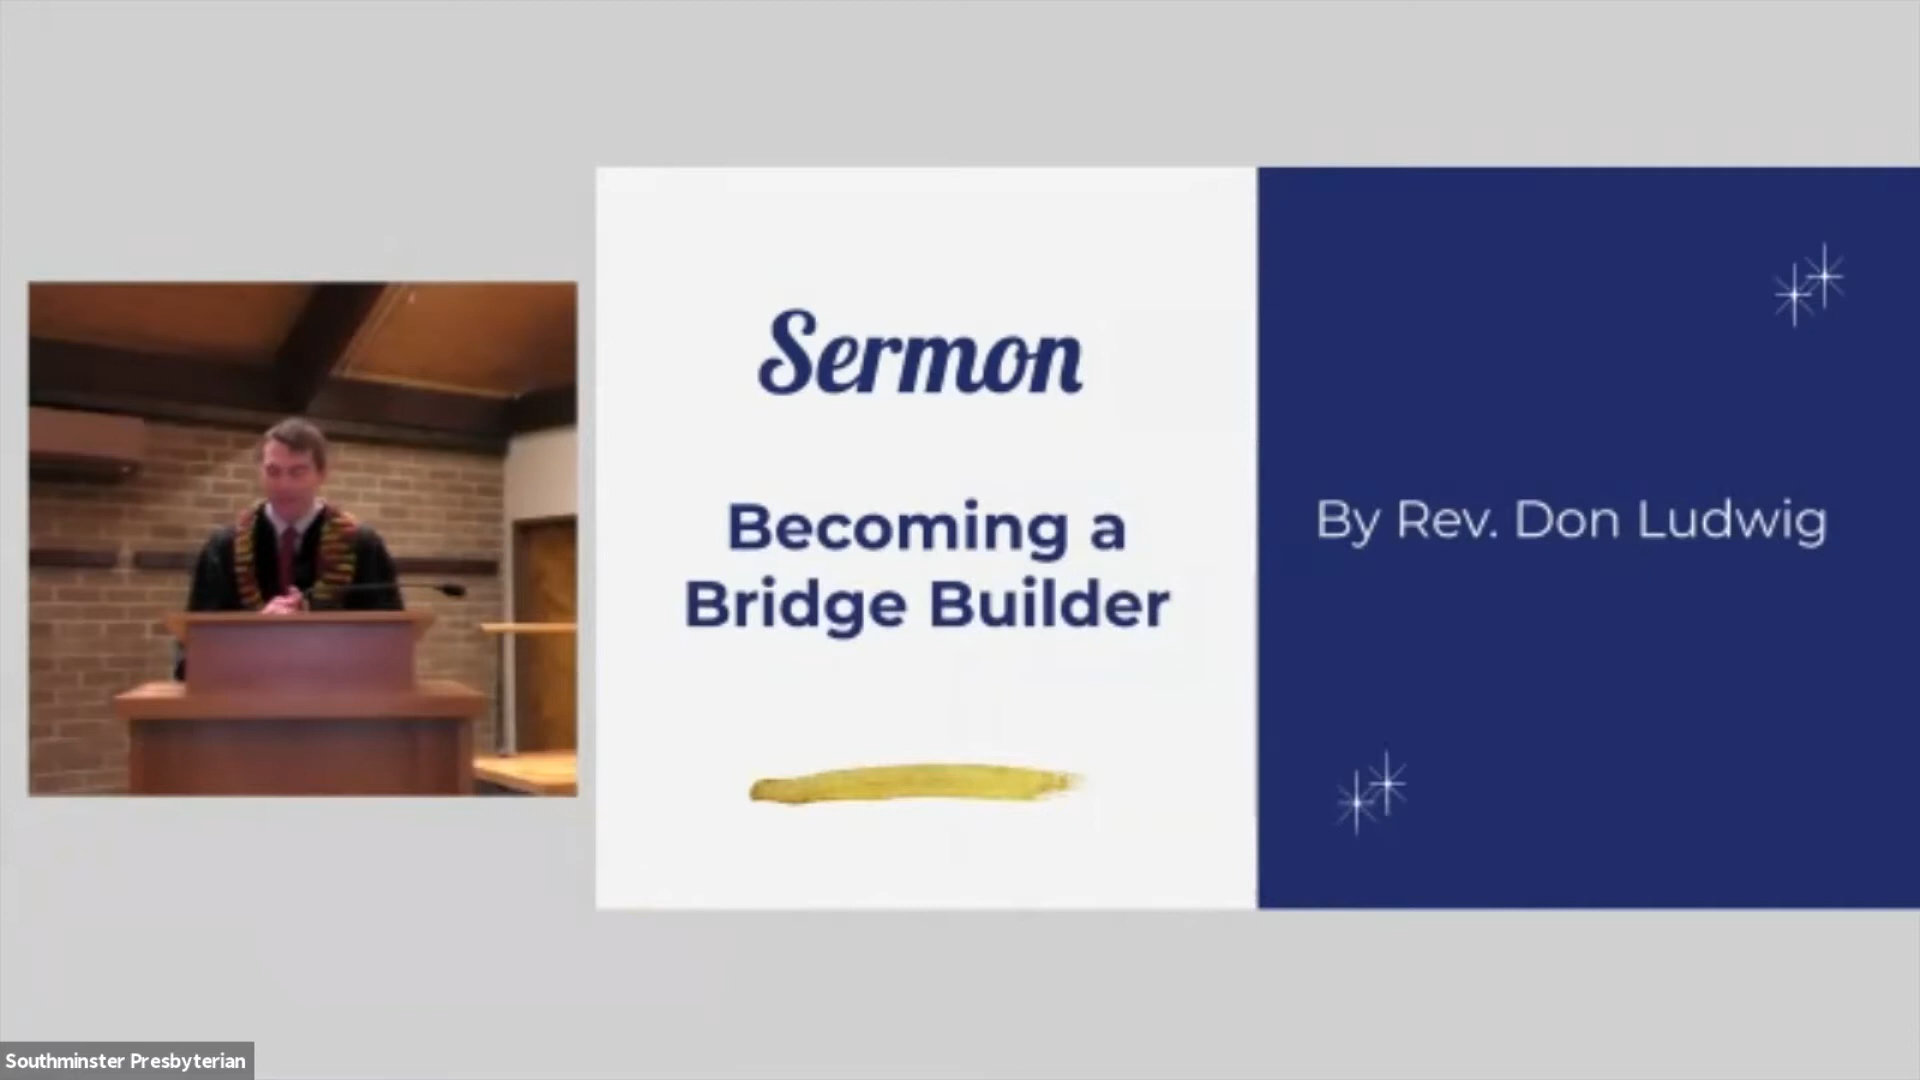 Sermon
Becoming a
Bridge Builder
By Rev. Don Ludwig
Southminster Presbyterian